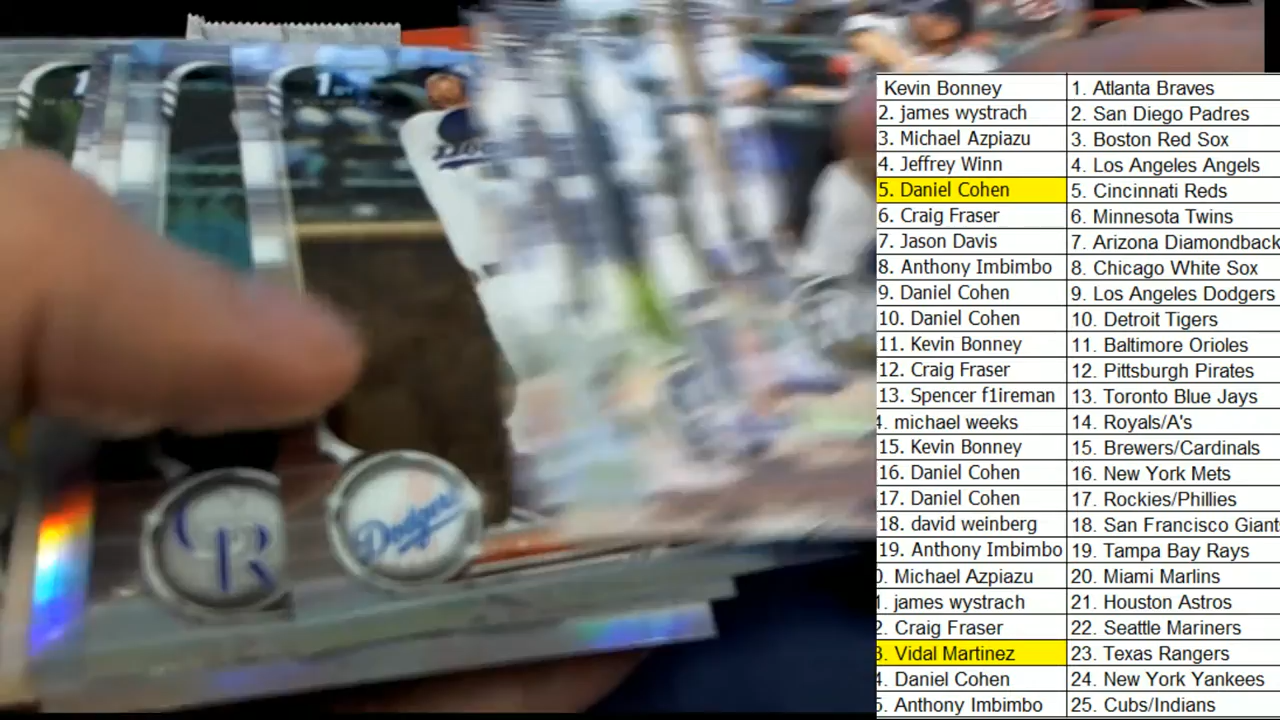 Kevin Bonney 1. Atlanta Braves
2. james wystrach 2. San Diego Padres
3. Michael Azpiazu 3. Boston Red Sox
4. Jeffrey Winn 4. Los Angeles Angels
5. Daniel Cohen 5. Cincinnati Reds
6. Craig Fraser 6. Minnesota Twins
7. Jason Davis 7. Arizona Diamondback
8. Anthony Imbimbo 8. Chicago White Sox
9. Daniel Cohen 9. Los Angeles Dodgers
10. Daniel Cohen 10. Detroit Tigers
11. Kevin Bonney 11. Baltimore Orioles
12. Craig Fraser 12. Pittsburgh Pirates
13. Spencer f1ireman 13. Toronto Blue Jays
4. michael weeks 14. Royals/A's
15. Kevin Bonney 15. Brewers/Cardinals
16. Daniel Cohen 16. New York Mets
17. Daniel Cohen 17. Rockies/Phillies
18. david weinberg 18. San Francisco Giant
19. Anthony Imbimbo 19. Tampa Bay Rays
0. Michael Azpiazu 20. Miami Marlins
1. james wystrach 21. Houston Astros
2. Craig Fraser 22. Seattle Mariners
3. Vidal Martinez 23. Texas Rangers
4. Daniel Cohen 24. New York Yankees
5. Anthony Imbimbo 25. Cubs/Indians
CR
Dodgers